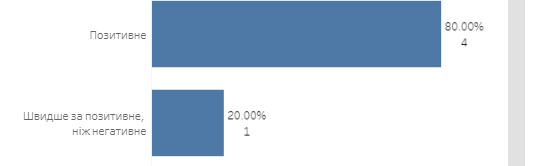 Позитивне
80.00%
4
Швидше за позитивне,
ніж негативне
20.00%
1